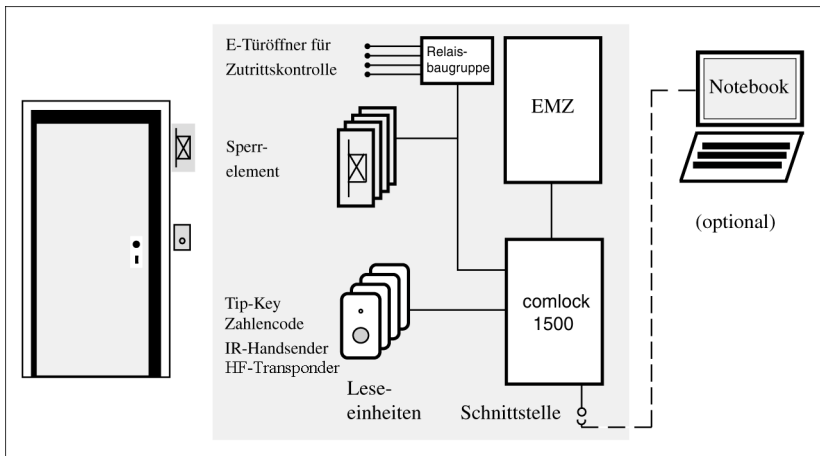 E-Türöffner für
Zutrittskontrolle
Relais-
baugruppe
EMZ
Notebook
Sperr-
element
(optional)
comlock
1500
Tip-Key
Zahlencode
IR-Handsender
HF-Transponder
Lese-
einheiten
Schnittstelle